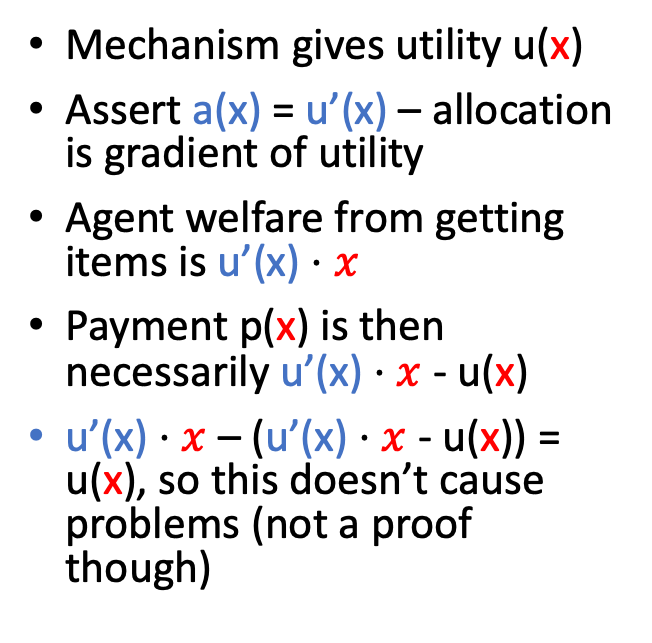 • Mechanism gives utility u(x)
• Assert a(x) = u’(x) – allocation
is gradient of utility
• Agent welfare from getting
items is u’(x) · 𝑥
• Payment p(x) is then
necessarily u’(x) · 𝑥 - u(x)
• u’(x) · 𝑥 – (u’(x) · 𝑥 - u(x)) =
u(x), so this doesn’t cause
problems (not a proof
though)